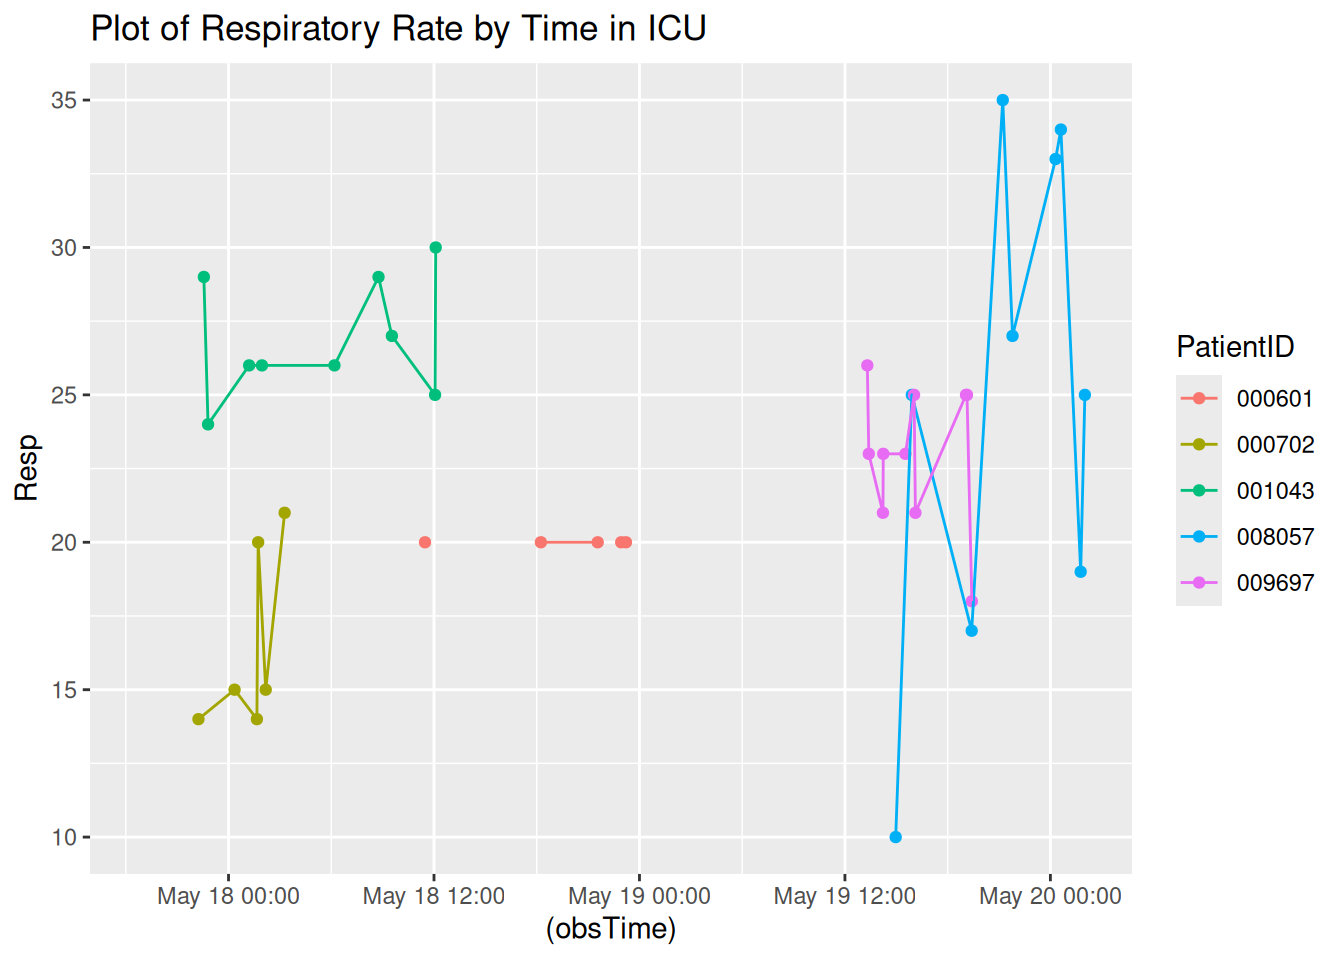 Plot of Respiratory Rate by Time in ICU
35
30
25
20
15
10
Resp
May 18 00:00
May 18 12:00
May 19 00:00
May 19 12:00
May 20 00:00
(obsTime)
PatientID
000601
000702
001043
008057
009697